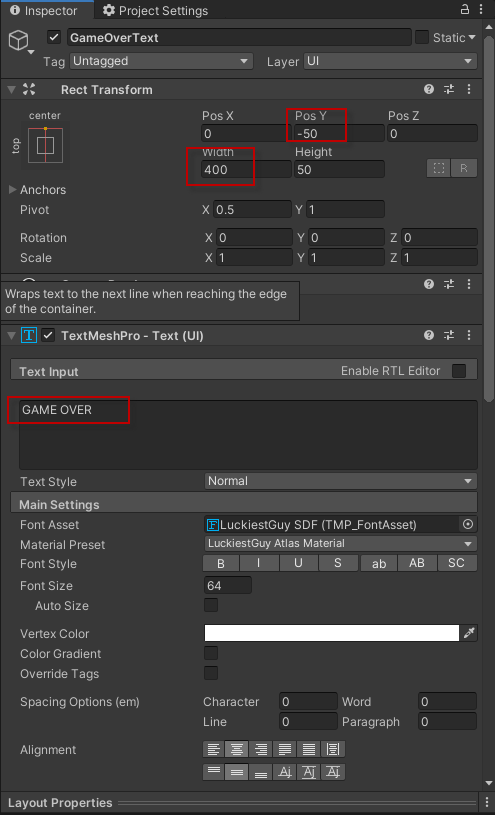 Inspector Project Settings
GameOverText Static
Tag Untagged Layer UI
Rect Transform
center
top
Pos X Pos Y Pos Z
0 -50 0
Width Height
400 50
R
Anchors
Pivot X 0.5 Y 1
Rotation X 0 Y 0 Z 0
Scale X 1 Y 1 Z 1
Wraps text to the next line when reaching the edge
of the container.
TextMeshPro - Text (UI)
Text Input Enable RTL Editor
GAME OVER
Text Style Normal
Main Settings
Font Asset LuckiestGuy SDF (TMP_FontAsset)
Material Preset LuckiestGuy Atlas Material
Font Style B I U S ab AB SC
Font Size 64
Auto Size
Vertex Color
Color Gradient
Override Tags
Spacing Options (em) Character 0 Word 0
Line 0 Paragraph 0
Alignment
Layout Properties